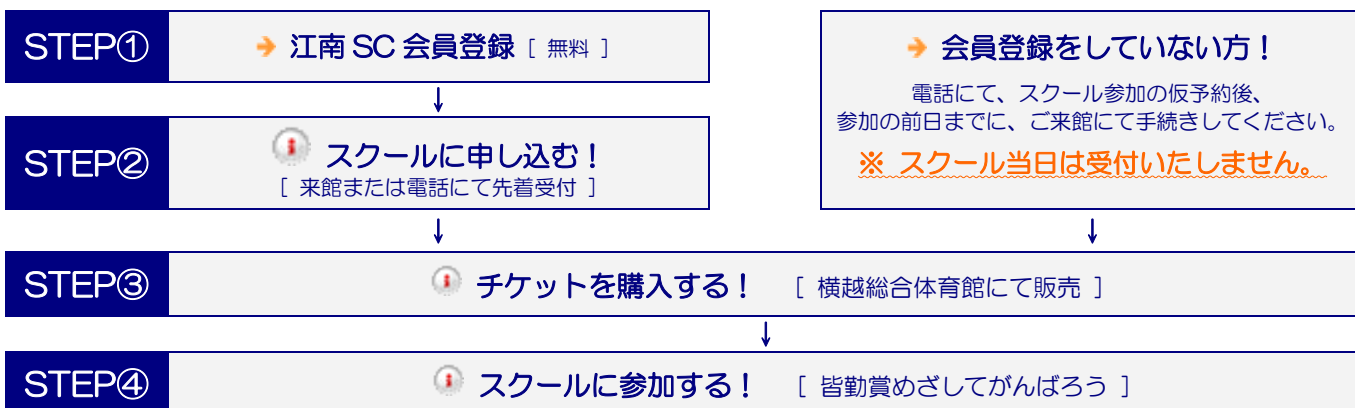 STEP①
江南 SC 会員登録 [ 無料 ]
↓
STEP②
スクールに申し込む！
[ 来館または電話にて先着受付 ]
↓
会員登録をしていない方！
電話にて、スクール参加の仮予約後、
参加の前日までに、ご来館にて手続きしてください。
※ スクール当日は受付いたしません。
↓
STEP③
チケットを購入する！ [ 横越総合体育館にて販売 ]
↓
STEP④
スクールに参加する！ [ 皆勤賞めざしてがんばろう ]